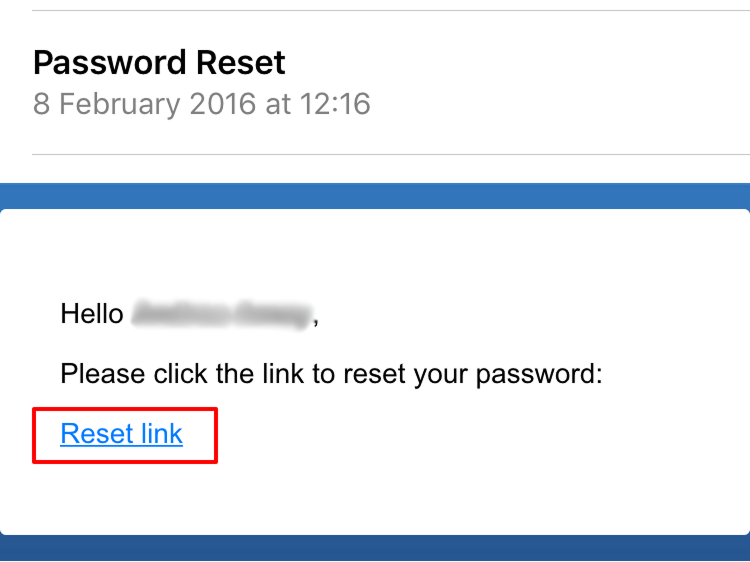 Password Reset
8 February 2016 at 12:16
Hello ,
Please click the link to reset your password:
Reset link